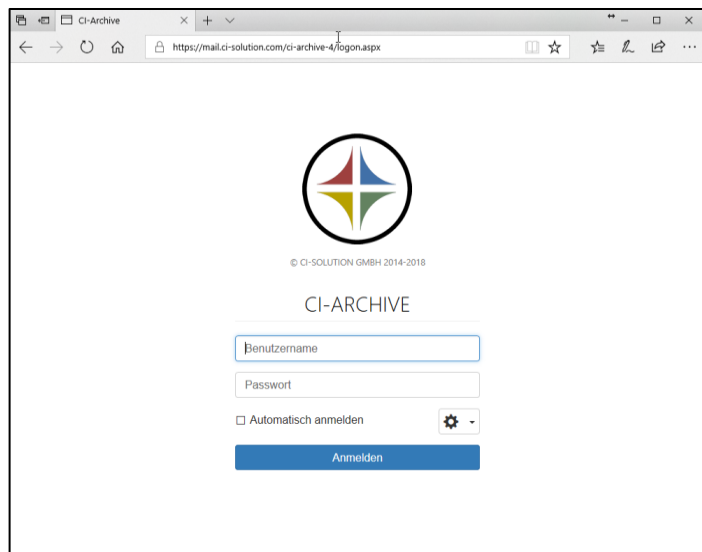 CI-Archive
https://mail.ci-solution.com/ci-archive-4/logon.aspx
© CI-SOLUTION GMBH 2014-2018
CI-ARCHIVE
Benutzername
Passwort
Automatisch anmelden
Anmelden